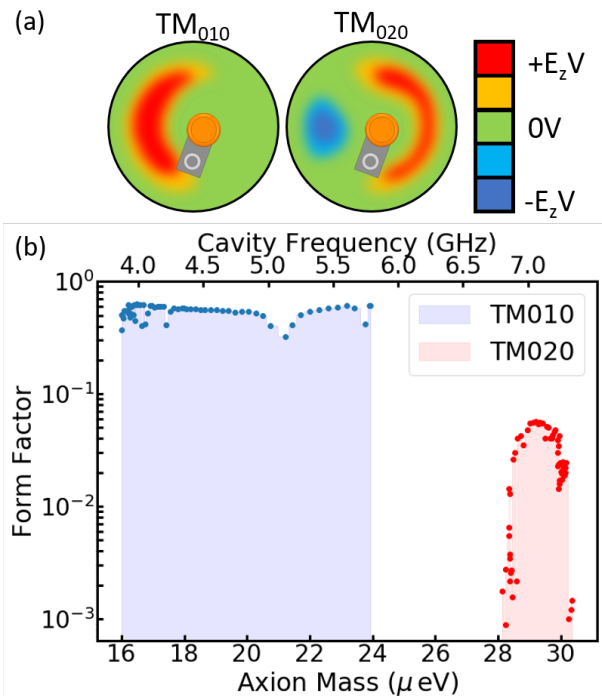 (a)
TM010
TM020
+EzV
0V
-EzV
(b)
Cavity Frequency (GHz)
4.0 4.5 5.0 5.5 6.0 6.5 7.0
10^0
10^-1
10^-2
10^-3
Form Factor
TM010
TM020
16 18 20 22 24 26 28 30
Axion Mass (μ eV)